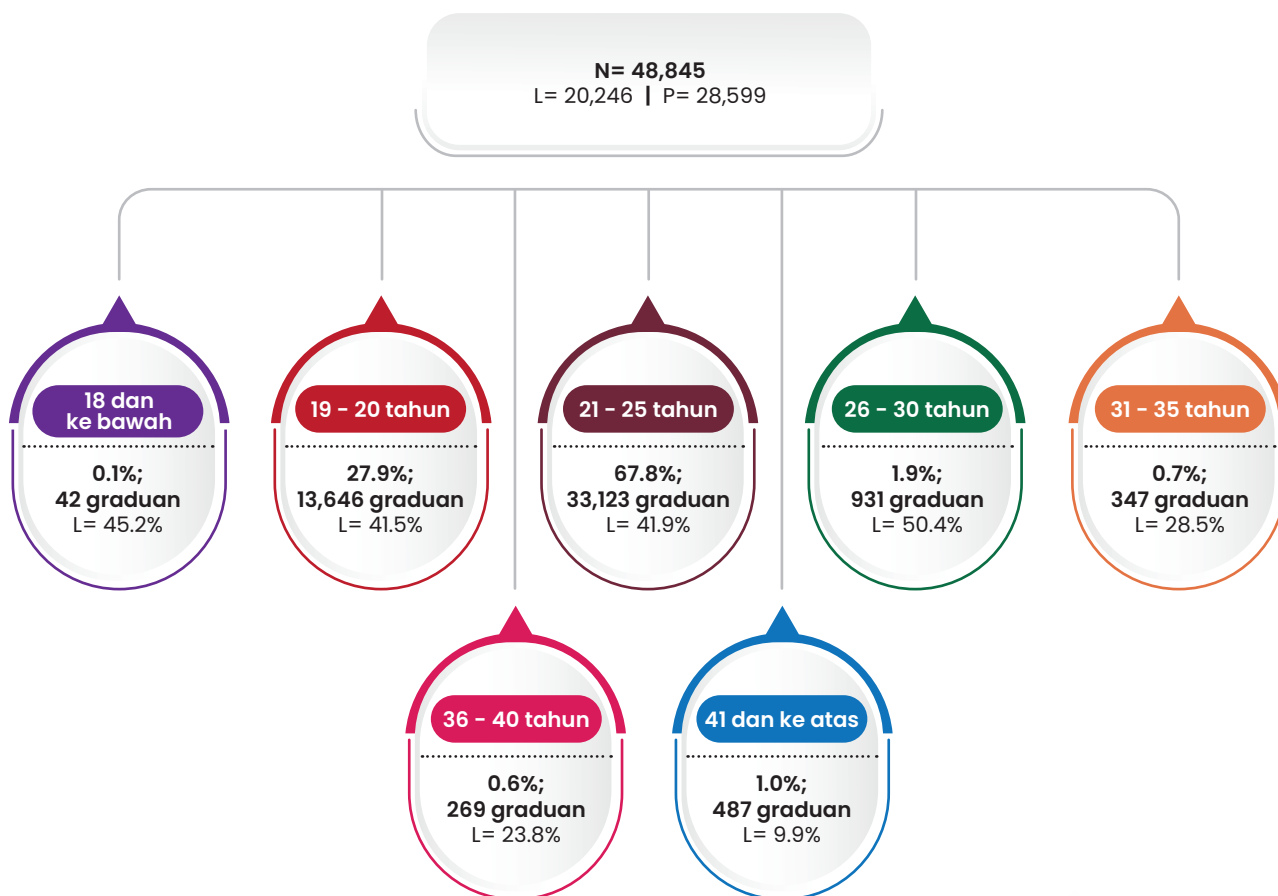 N= 48,845
L= 20,246 | P= 28,599
18 dan
ke bawah
0.1%;
42 graduan
L= 45.2%
19 - 20 tahun
27.9%;
13,646 graduan
L= 41.5%
21 - 25 tahun
67.8%;
33,123 graduan
L= 41.9%
26 - 30 tahun
1.9%;
931 graduan
L= 50.4%
31 - 35 tahun
0.7%;
347 graduan
L= 28.5%
36 - 40 tahun
0.6%;
269 graduan
L= 23.8%
41 dan ke atas
1.0%;
487 graduan
L= 9.9%